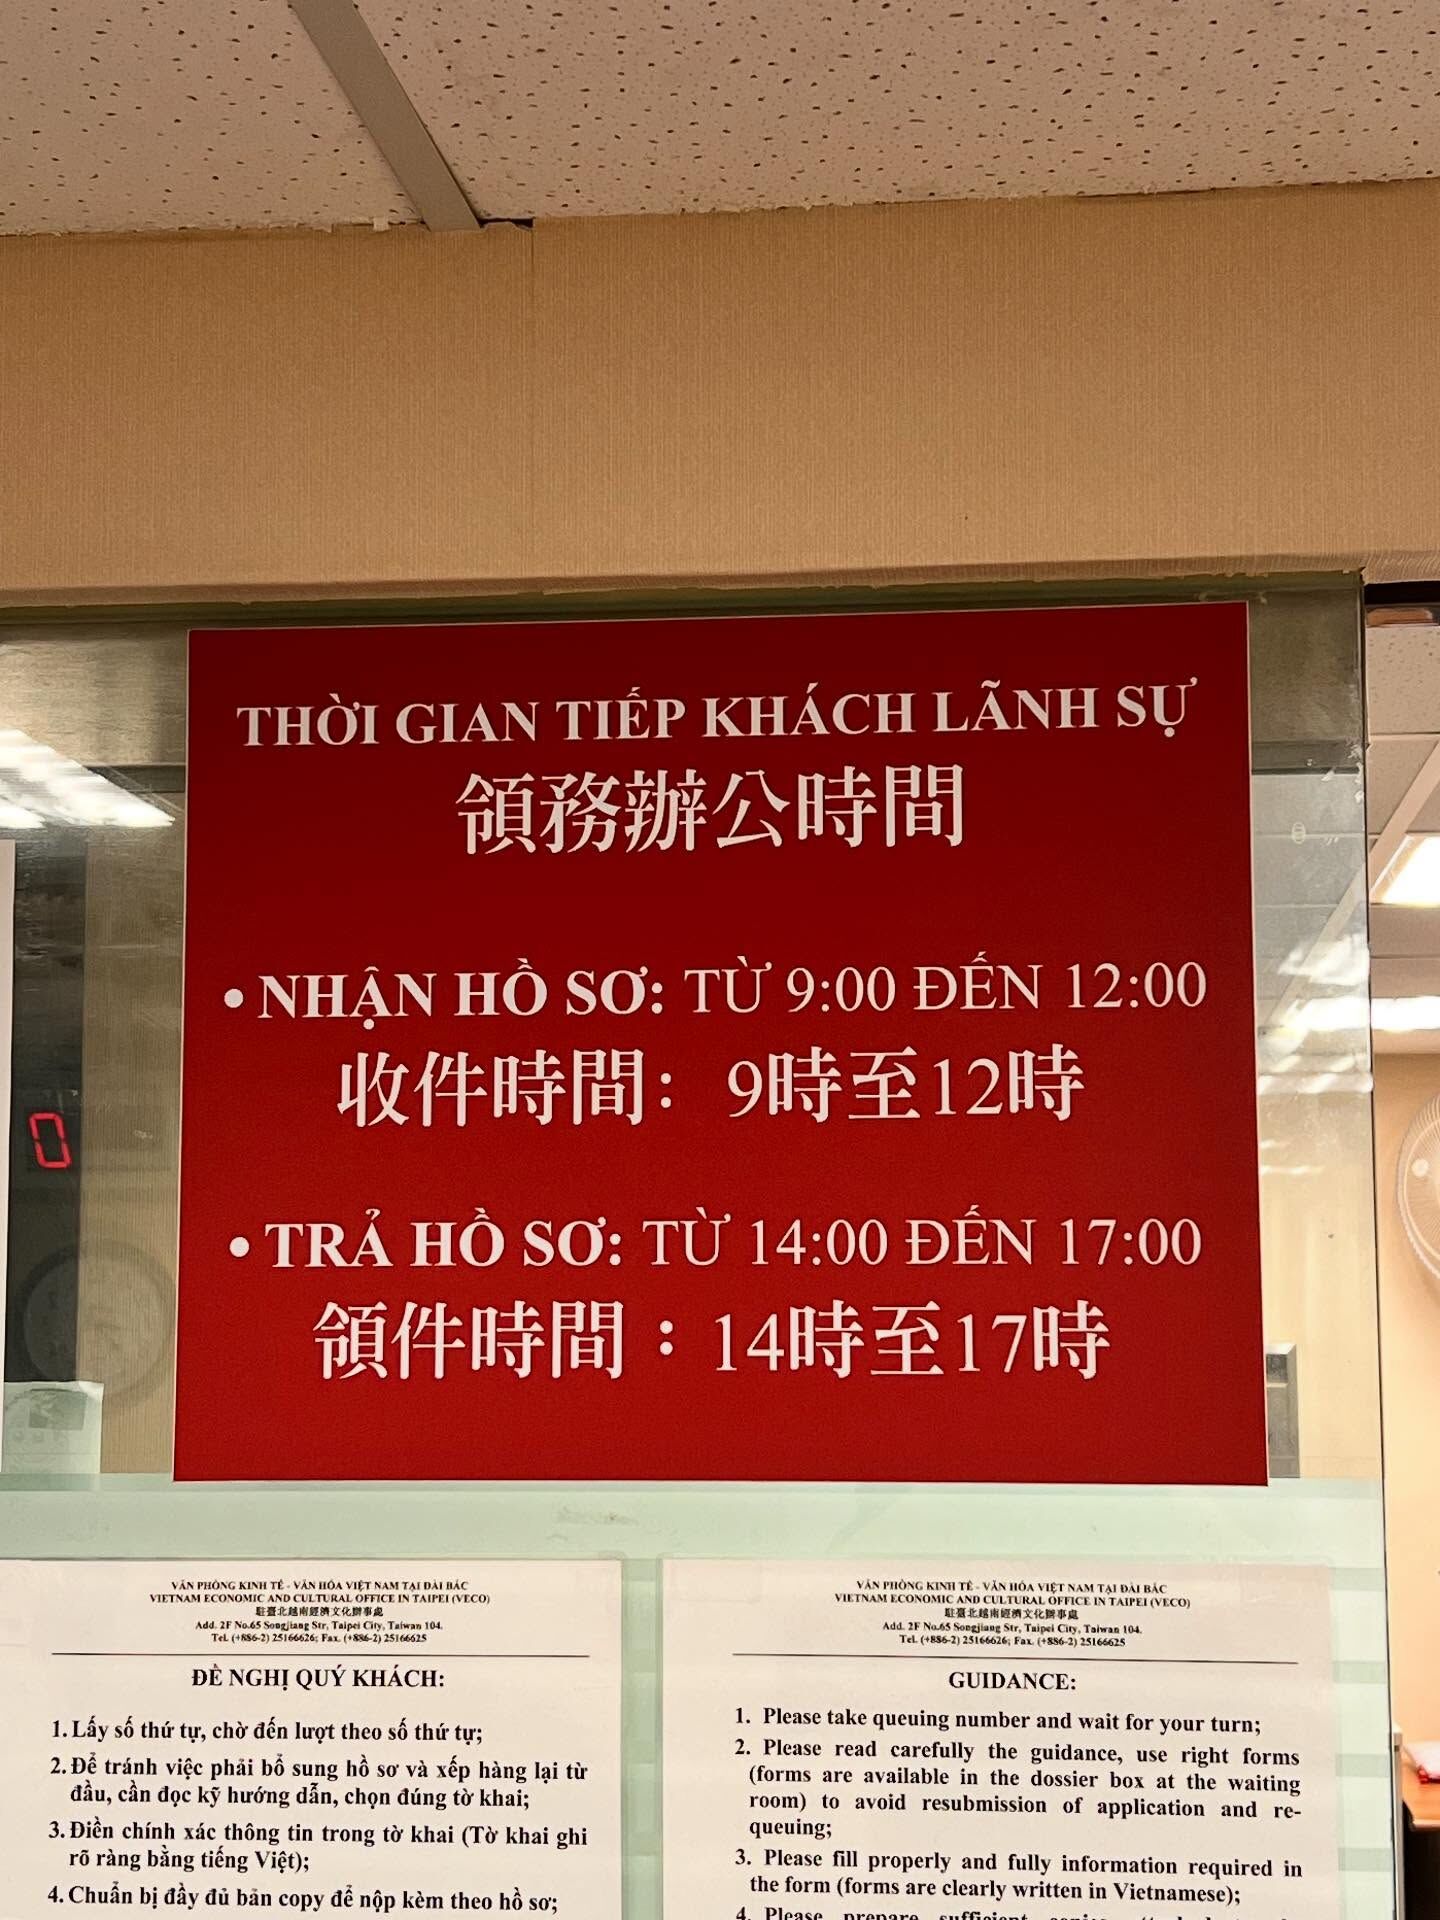 THỜI GIAN TIẾP KHÁCH LÃNH SỰ
領務辦公時間
• NHẬN HỒ SƠ: TỪ 9:00 ĐẾN 12:00
收件時間: 9時至12時
• TRẢ HỒ SƠ: TỪ 14:00 ĐẾN 17:00
領件時間：14時至17時
0
VĂN PHÒNG KINH TẾ - VĂN HÓA VIỆT NAM TẠI ĐÀI BẮC
VIETNAM ECONOMIC AND CULTURAL OFFICE IN TAIPEI (VECO)
駐臺北越南經濟文化辦事處
Add. 2F No.65 Songjiang Str, Taipei City, Taiwan 104.
Tel. (+886-2) 25166626; Fax. (+886-2) 25166625
ĐỀ NGHỊ QUÝ KHÁCH:
1. Lấy số thứ tự, chờ đến lượt theo số thứ tự;
2. Để tránh việc phải bổ sung hồ sơ và xếp hàng lại từ
đầu, cần đọc kỹ hướng dẫn, chọn đúng tờ khai;
3. Điền chính xác thông tin trong tờ khai (Tờ khai ghi
rõ ràng bằng tiếng Việt);
4. Chuẩn bị đầy đủ bản copy để nộp kèm theo hồ sơ;
VĂN PHÒNG KINH TẾ - VĂN HÓA VIỆT NAM TẠI ĐÀI BẮC
VIETNAM ECONOMIC AND CULTURAL OFFICE IN TAIPEI (VECO)
駐臺北越南經濟文化辦事處
Add. 2F No.65 Songjiang Str, Taipei City, Taiwan 104.
Tel. (+886-2) 25166626; Fax. (+886-2) 25166625
GUIDANCE:
1. Please take queuing number and wait for your turn;
2. Please read carefully the guidance, use right forms
(forms are available in the dossier box at the waiting
room) to avoid resubmission of application and re-
queuing;
3. Please fill properly and fully information required in
the form (forms are clearly written in Vietnamese);
4. Please prepare sufficient copies